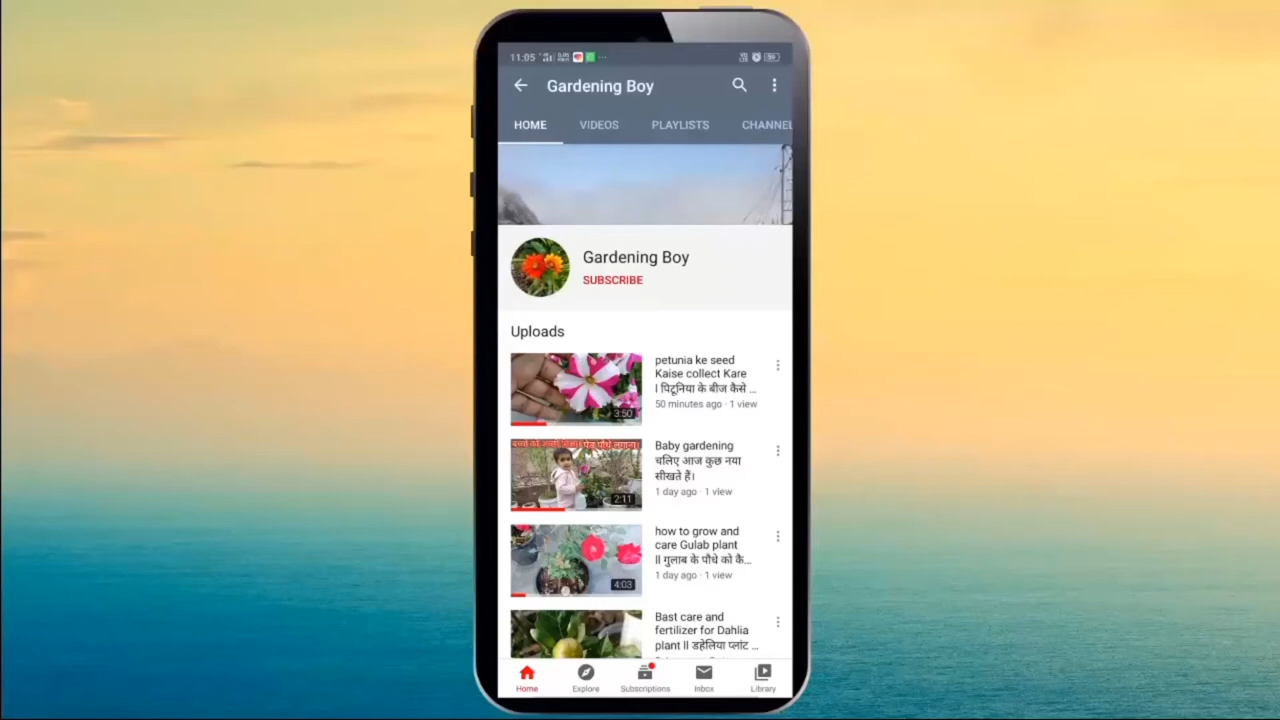 11:05
Gardening Boy
HOME VIDEOS PLAYLISTS CHANNEL
Gardening Boy
SUBSCRIBE
Uploads
petunia ke seed
Kaise collect Kare
I पिटूनिया के बीज कैसे ...
50 minutes ago · 1 view
3:50
Baby gardening
चलिए आज कुछ नया
सीखते हैं।
1 day ago · 1 view
2:11
how to grow and
care Gulab plant
II गुलाब के पौधे को कै...
1 day ago · 1 view
4:03
Bast care and
fertilizer for Dahlia
plant II डहेलिया प्लांट ...
Home Explore Subscriptions Inbox Library